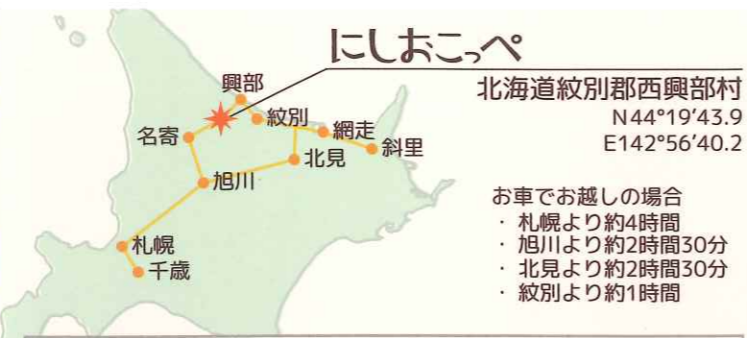 にしおこっぺ
北海道紋別郡西興部村
N44°19′43.9
E142°56′40.2
興部
紋別
網走
斜里
名寄
北見
旭川
札幌
千歳
お車でお越しの場合
・ 札幌より約4時間
・ 旭川より約2時間30分
・ 北見より約2時間30分
・ 紋別より約1時間